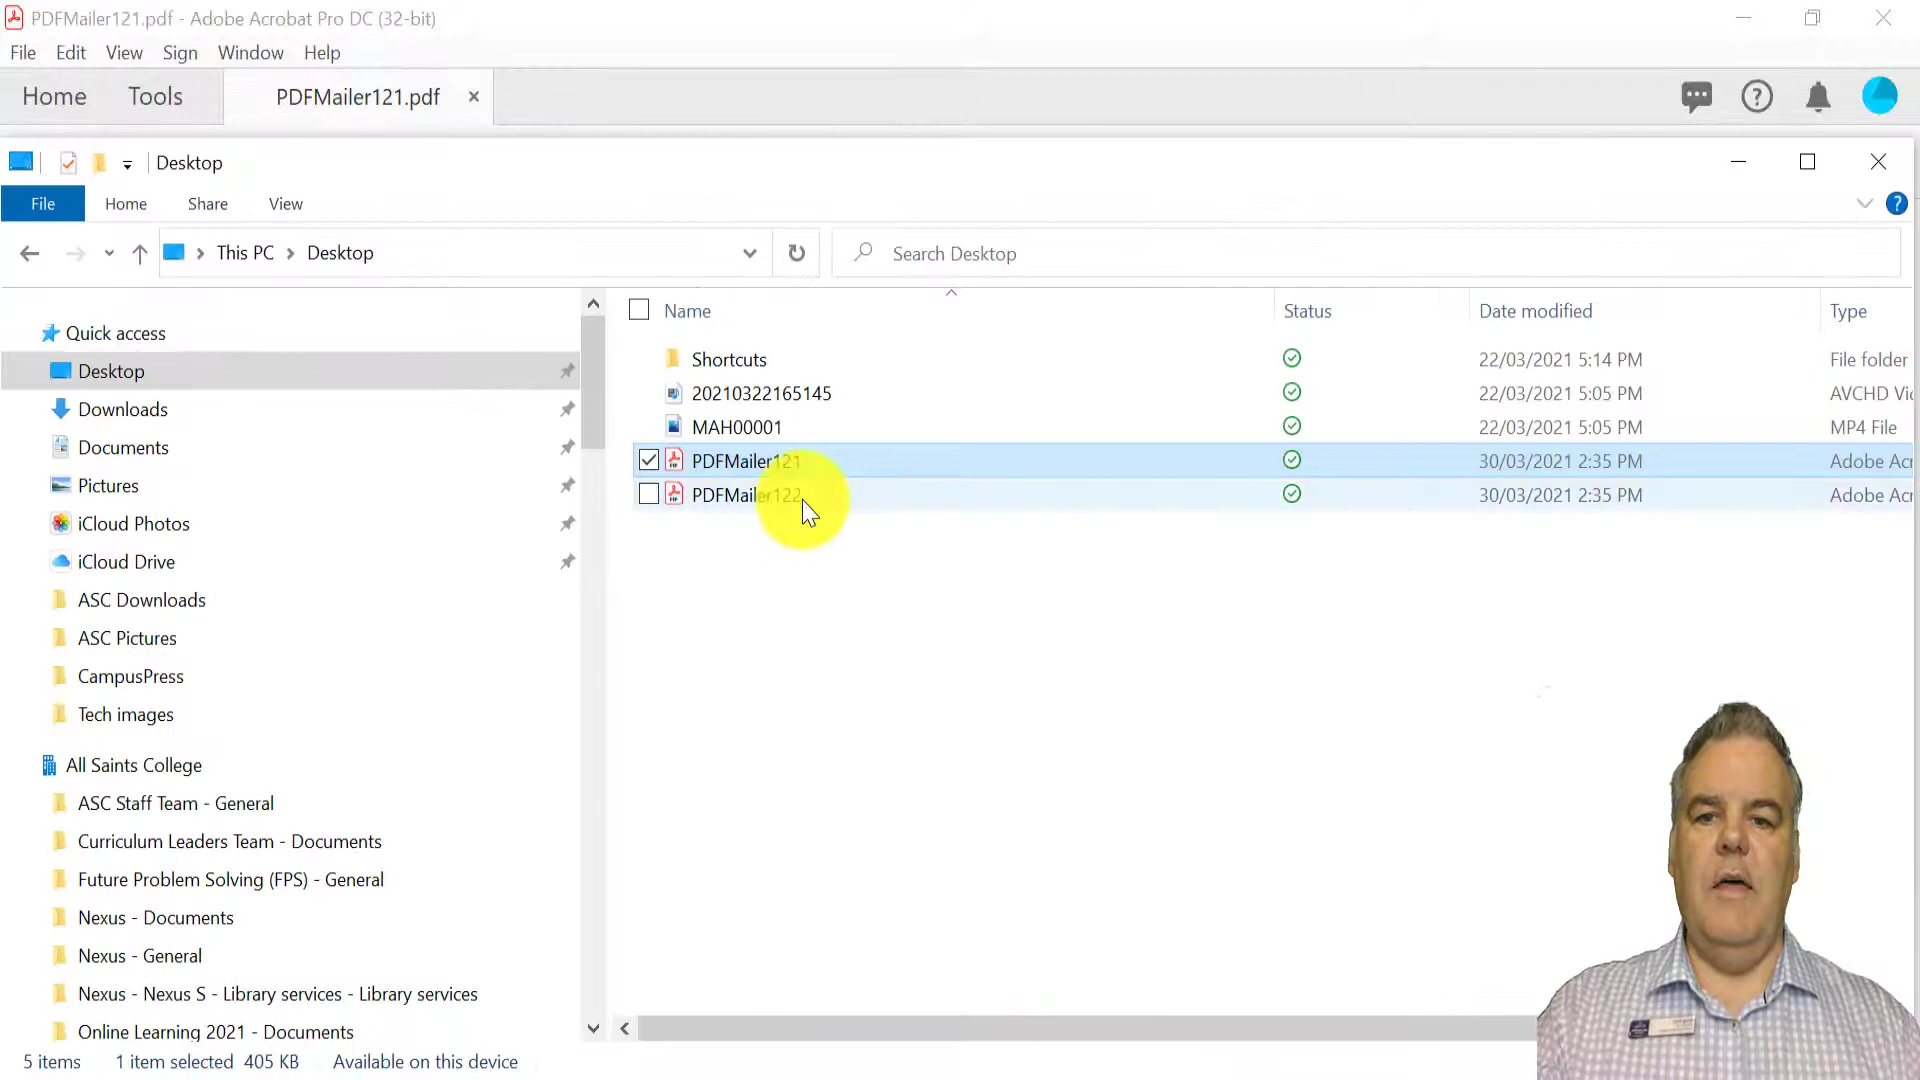 PDFMailer121.pdf - Adobe Acrobat Pro DC (32-bit)
File Edit View Sign Window Help
Home Tools PDFMailer121.pdf
Desktop
File Home Share View
This PC Desktop
Search Desktop
Name Status Date modified Type
Quick access
Desktop
Downloads
Documents
Pictures
iCloud Photos
iCloud Drive
ASC Downloads
ASC Pictures
CampusPress
Tech images
All Saints College
ASC Staff Team - General
Curriculum Leaders Team - Documents
Future Problem Solving (FPS) - General
Nexus - Documents
Nexus - General
Nexus - Nexus S - Library services - Library services
Online Learning 2021 - Documents
Shortcuts 22/03/2021 5:14 PM File folder
20210322165145 22/03/2021 5:05 PM AVCHD Vi
MAH00001 22/03/2021 5:05 PM MP4 File
PDFMailer121 30/03/2021 2:35 PM Adobe Acr
PDFMailer122 30/03/2021 2:35 PM Adobe Acr
5 items 1 item selected 405 KB Available on this device